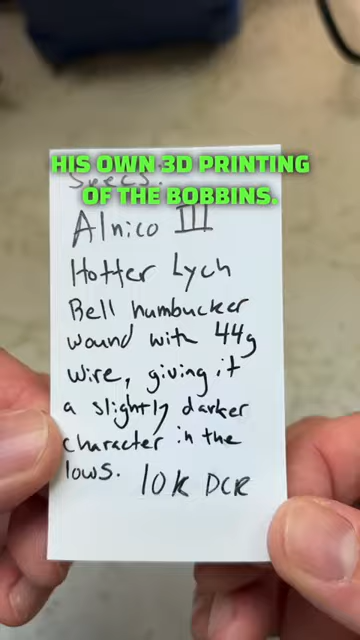 HIS OWN 3D PRINTING
OF THE BOBBINS.
Specs:
Alnico III
Hotter Lych
Bell humbucker
wound with 44g
wire, giving it
a slightly darker
character in the
lows. 10K DCR